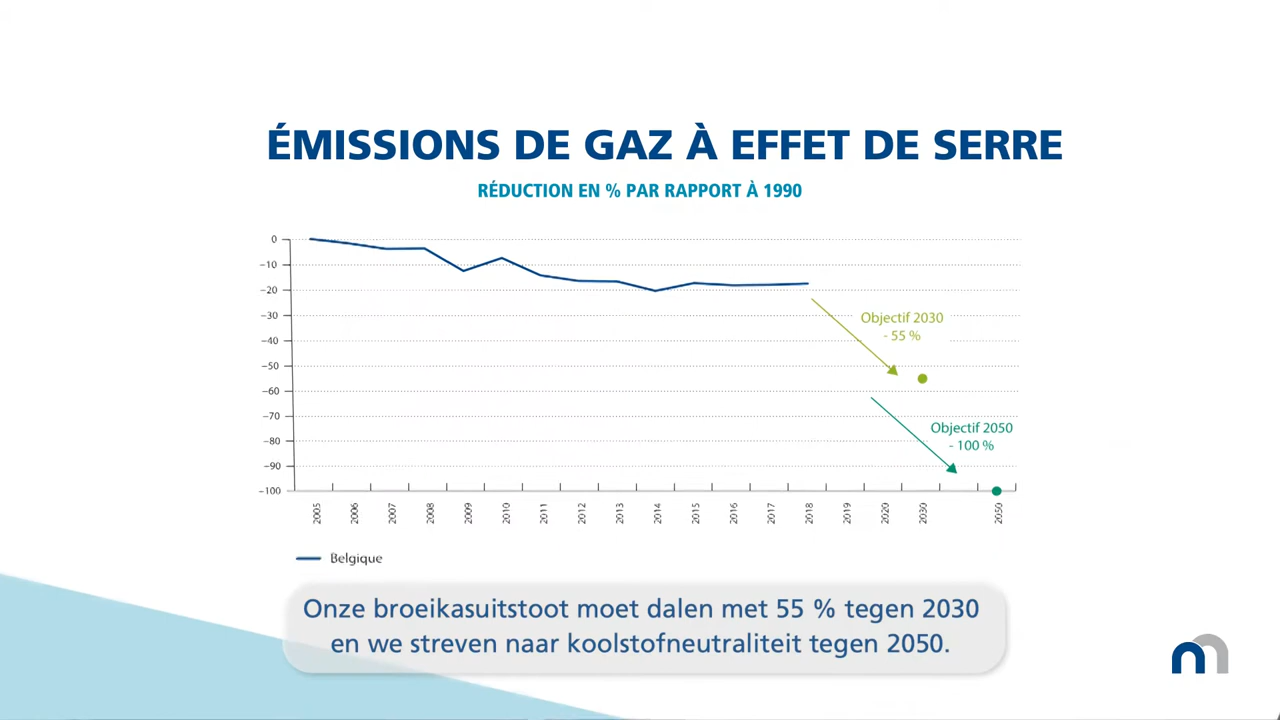 ÉMISSIONS DE GAZ À EFFET DE SERRE
RÉDUCTION EN % PAR RAPPORT À 1990
0
−10
−20
−30
−40
−50
−60
−70
−80
−90
−100
Objectif 2030
- 55 %
Objectif 2050
- 100 %
2005 2006 2007 2008 2009 2010 2011 2012 2013 2014 2015 2016 2017 2018 2019 2020 2030 2050
Belgique
Onze broeikasuitstoot moet dalen met 55 % tegen 2030
en we streven naar koolstofneutraliteit tegen 2050.